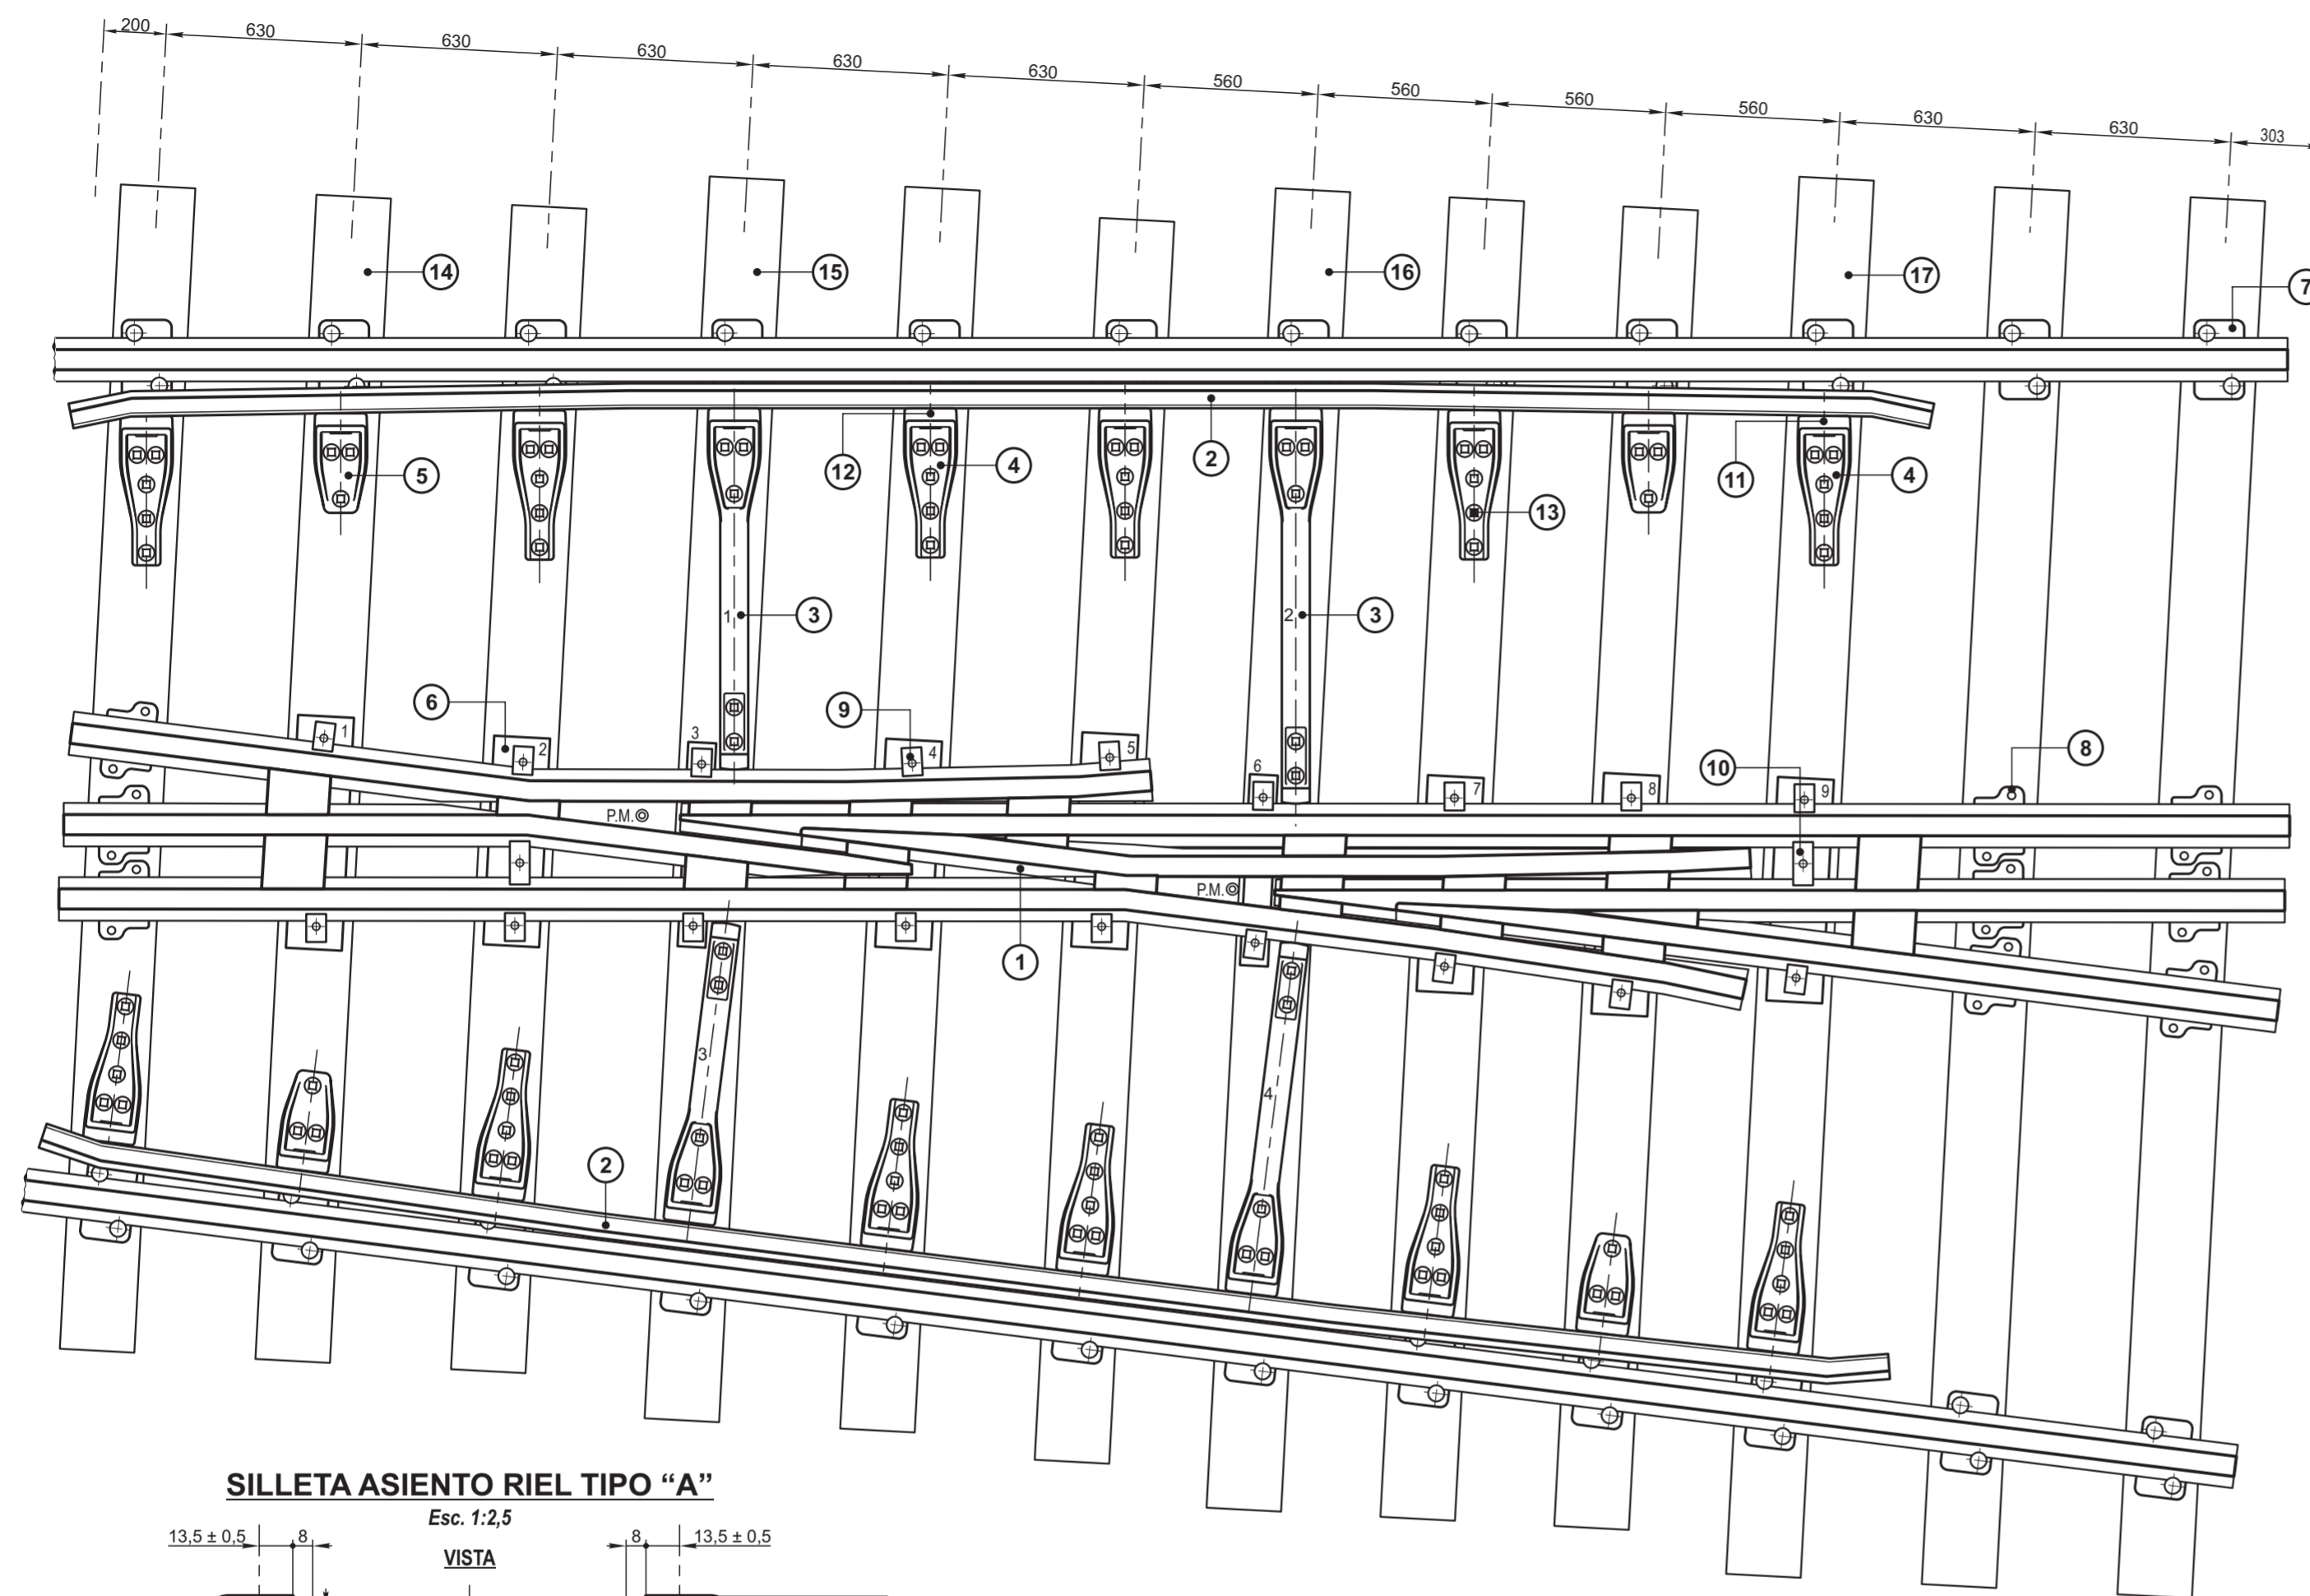 200 630 630 630 630 630 560 560 560 560 630 630 303
14 15 16 17
7
12 4 2 11 4
5
13
1 3 2 3
6 9 8
1 2 3 4 5 6 7 8 9
10
P.M.
P.M.
1
3 4
2
SILLETA ASIENTO RIEL TIPO “A”
Esc. 1:2,5
13,5 ± 0,5 8 8 13,5 ± 0,5
VISTA